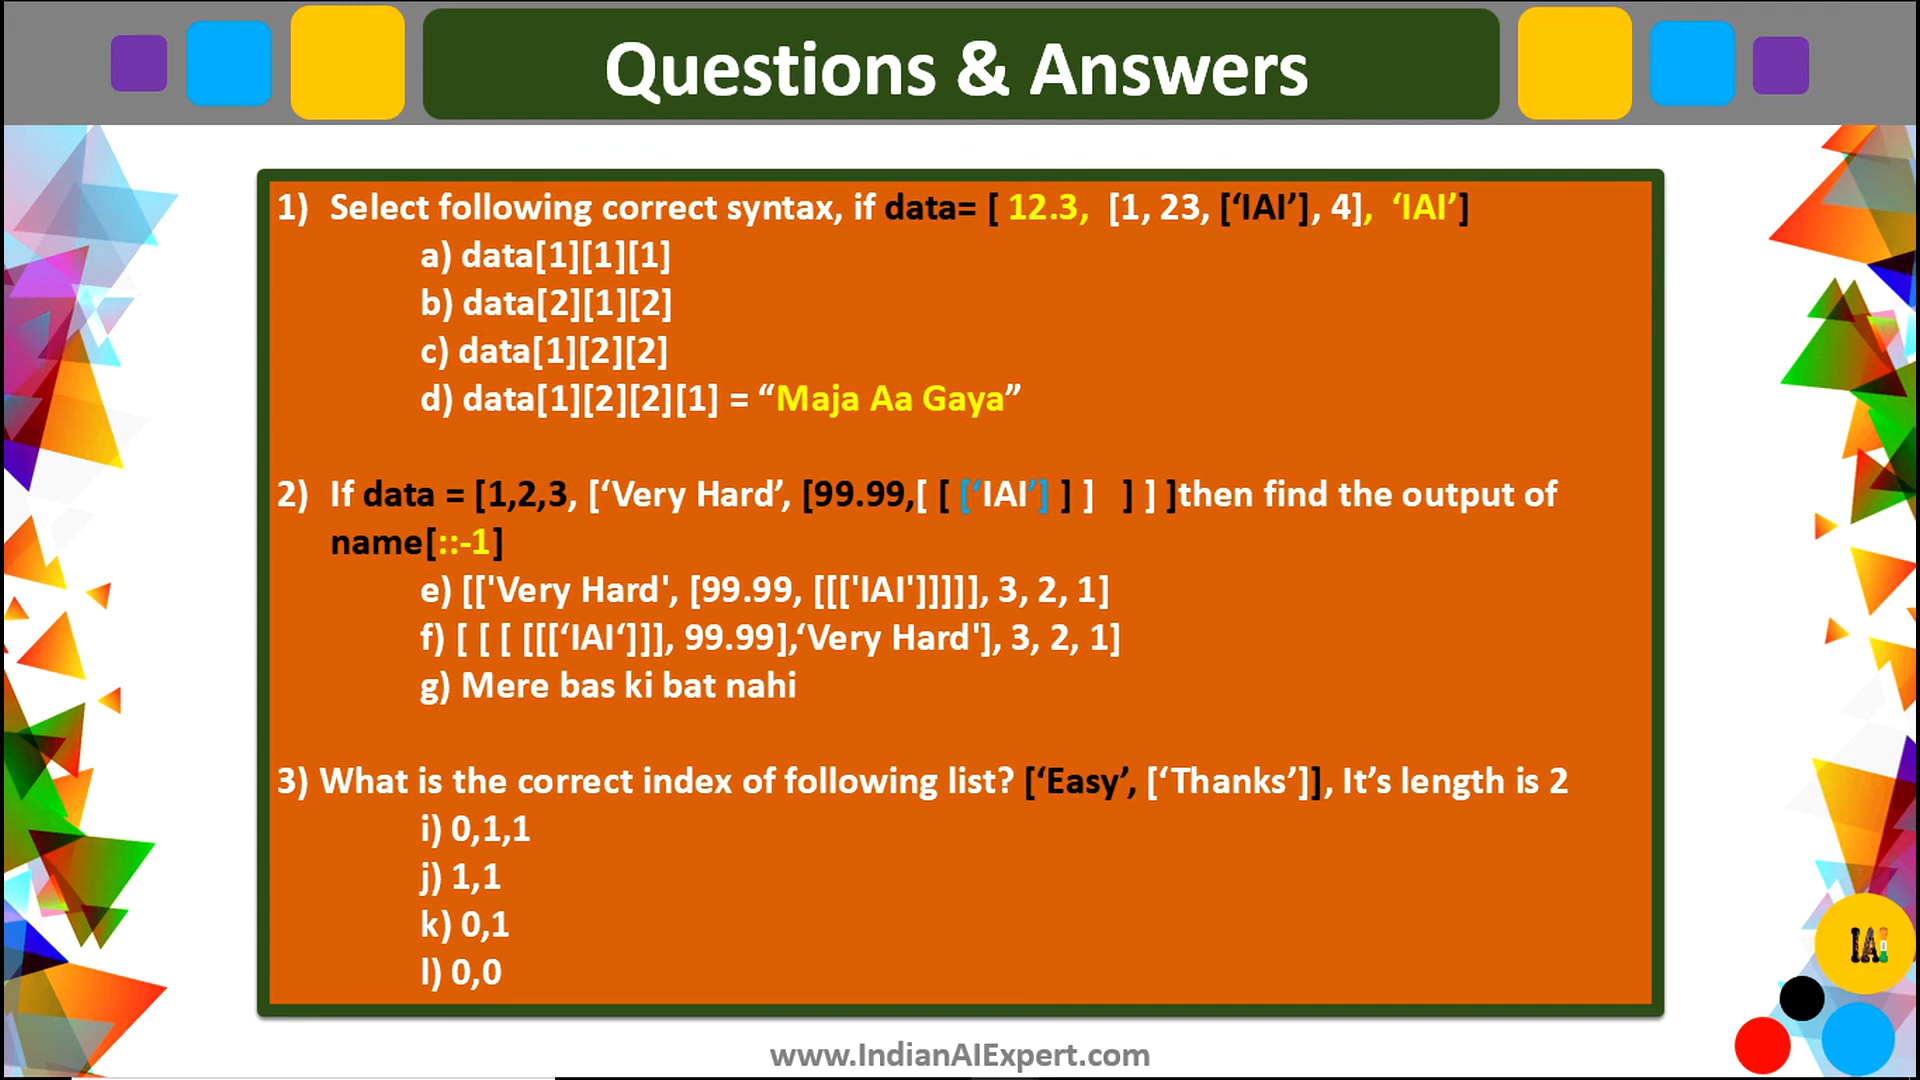 Questions & Answers
1) Select following correct syntax, if data= [ 12.3, [1, 23, [‘IAI’], 4], ‘IAI’]
a) data[1][1][1]
b) data[2][1][2]
c) data[1][2][2]
d) data[1][2][2][1] = “Maja Aa Gaya”
2) If data = [1,2,3, [‘Very Hard’, [99.99,[ [ [‘IAI’] ] ] ] ] ]then find the output of
name[::-1]
e) [['Very Hard', [99.99, [[['IAI']]]]], 3, 2, 1]
f) [ [ [ [[[‘IAI‘]]], 99.99],‘Very Hard'], 3, 2, 1]
g) Mere bas ki bat nahi
3) What is the correct index of following list? [‘Easy’, [‘Thanks’]], It’s length is 2
i) 0,1,1
j) 1,1
k) 0,1
l) 0,0
IAI
www.IndianAIExpert.com